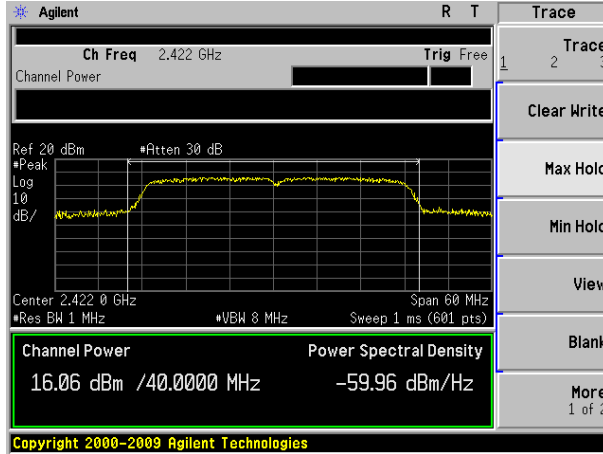 Agilent R T Trace
Ch Freq 2.422 GHz Trig Free
Channel Power
Trace
1 2 3
Clear Write
Ref 20 dBm #Atten 30 dB
#Peak
Log
10
dB/
Max Hold
Min Hold
View
Center 2.422 0 GHz Span 60 MHz
#Res BW 1 MHz #VBW 8 MHz Sweep 1 ms (601 pts)
Blank
Channel Power Power Spectral Density
16.06 dBm /40.0000 MHz -59.96 dBm/Hz
More
1 of 2
Copyright 2000-2009 Agilent Technologies